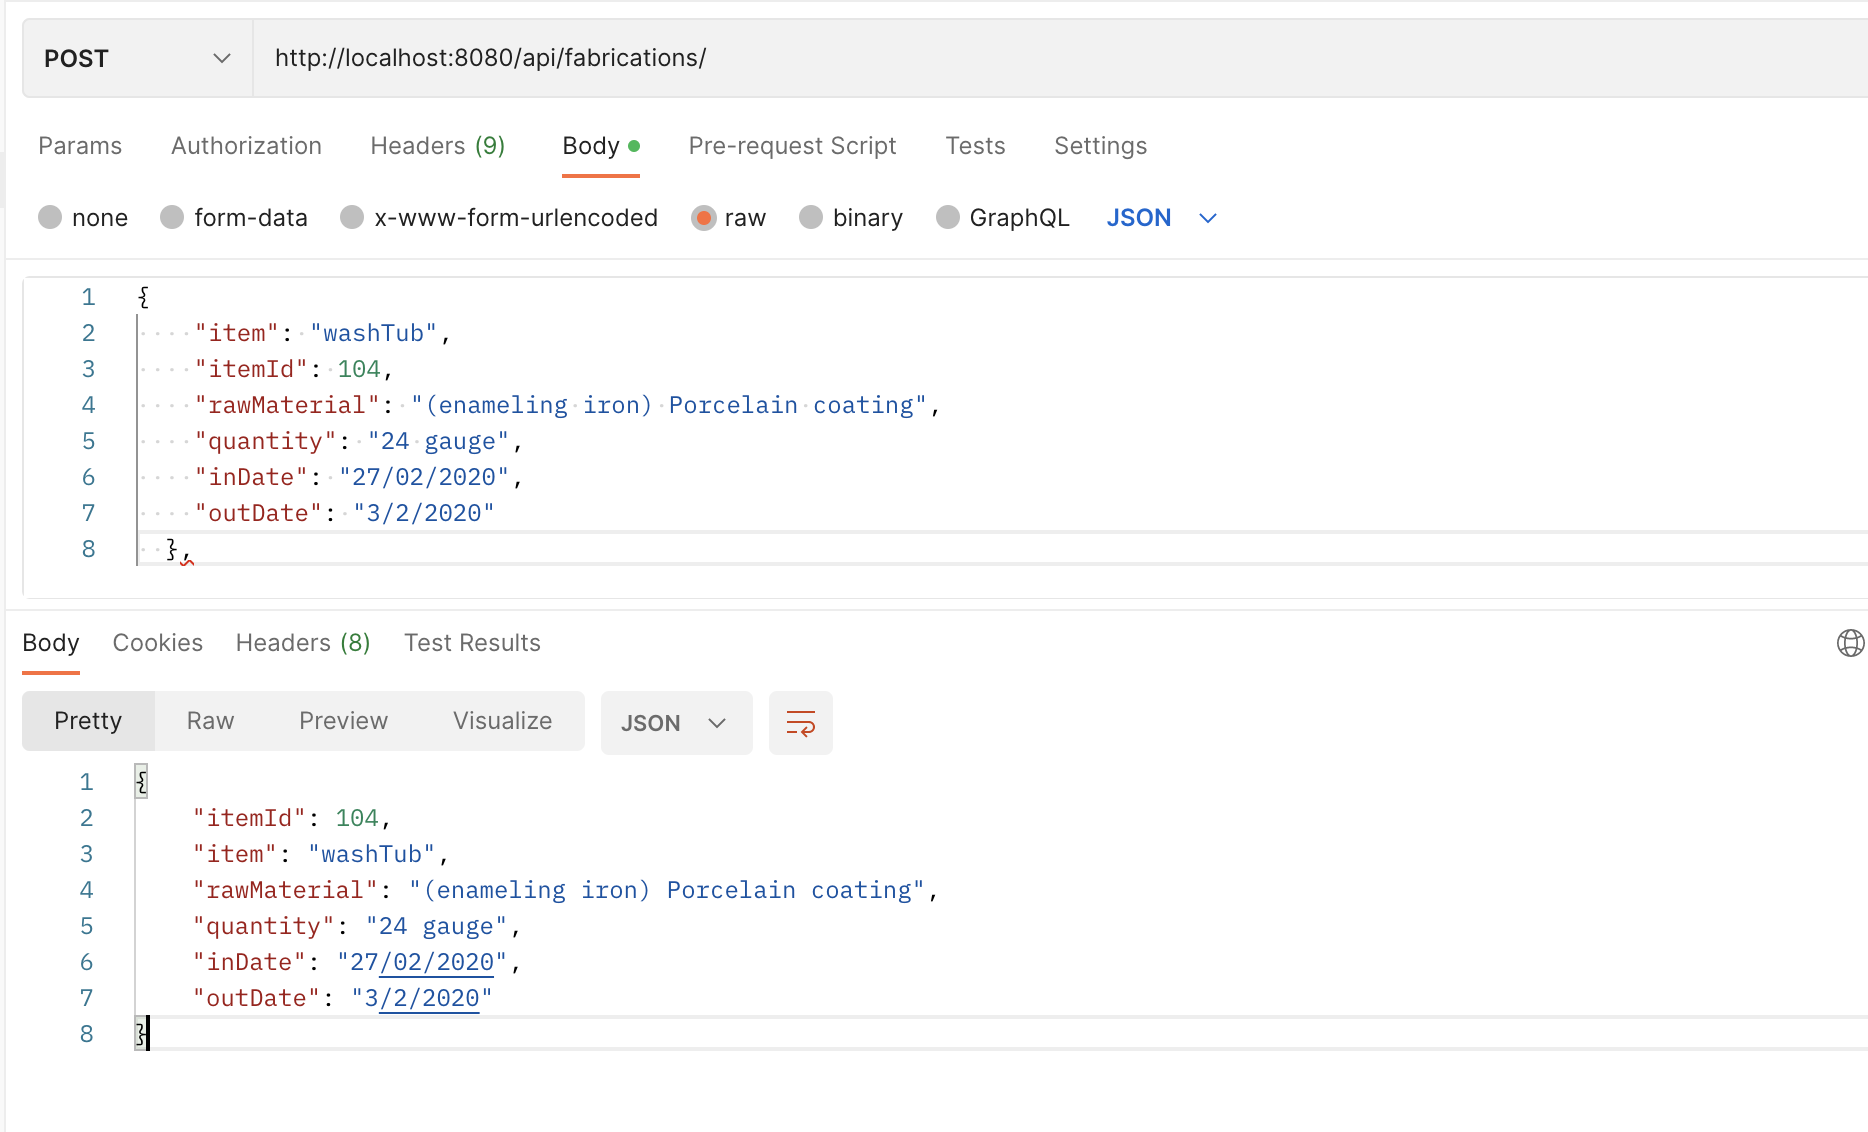 POST http://localhost:8080/api/fabrications/
Params Authorization Headers (9) Body Pre-request Script Tests Settings
none form-data x-www-form-urlencoded raw binary GraphQL JSON
1 {
2 "item": "washTub",
3 "itemId": 104,
4 "rawMaterial": "(enameling iron) Porcelain coating",
5 "quantity": "24 gauge",
6 "inDate": "27/02/2020",
7 "outDate": "3/2/2020"
8 },
Body Cookies Headers (8) Test Results
Pretty Raw Preview Visualize JSON
1 {
2 "itemId": 104,
3 "item": "washTub",
4 "rawMaterial": "(enameling iron) Porcelain coating",
5 "quantity": "24 gauge",
6 "inDate": "27/02/2020",
7 "outDate": "3/2/2020"
8 }